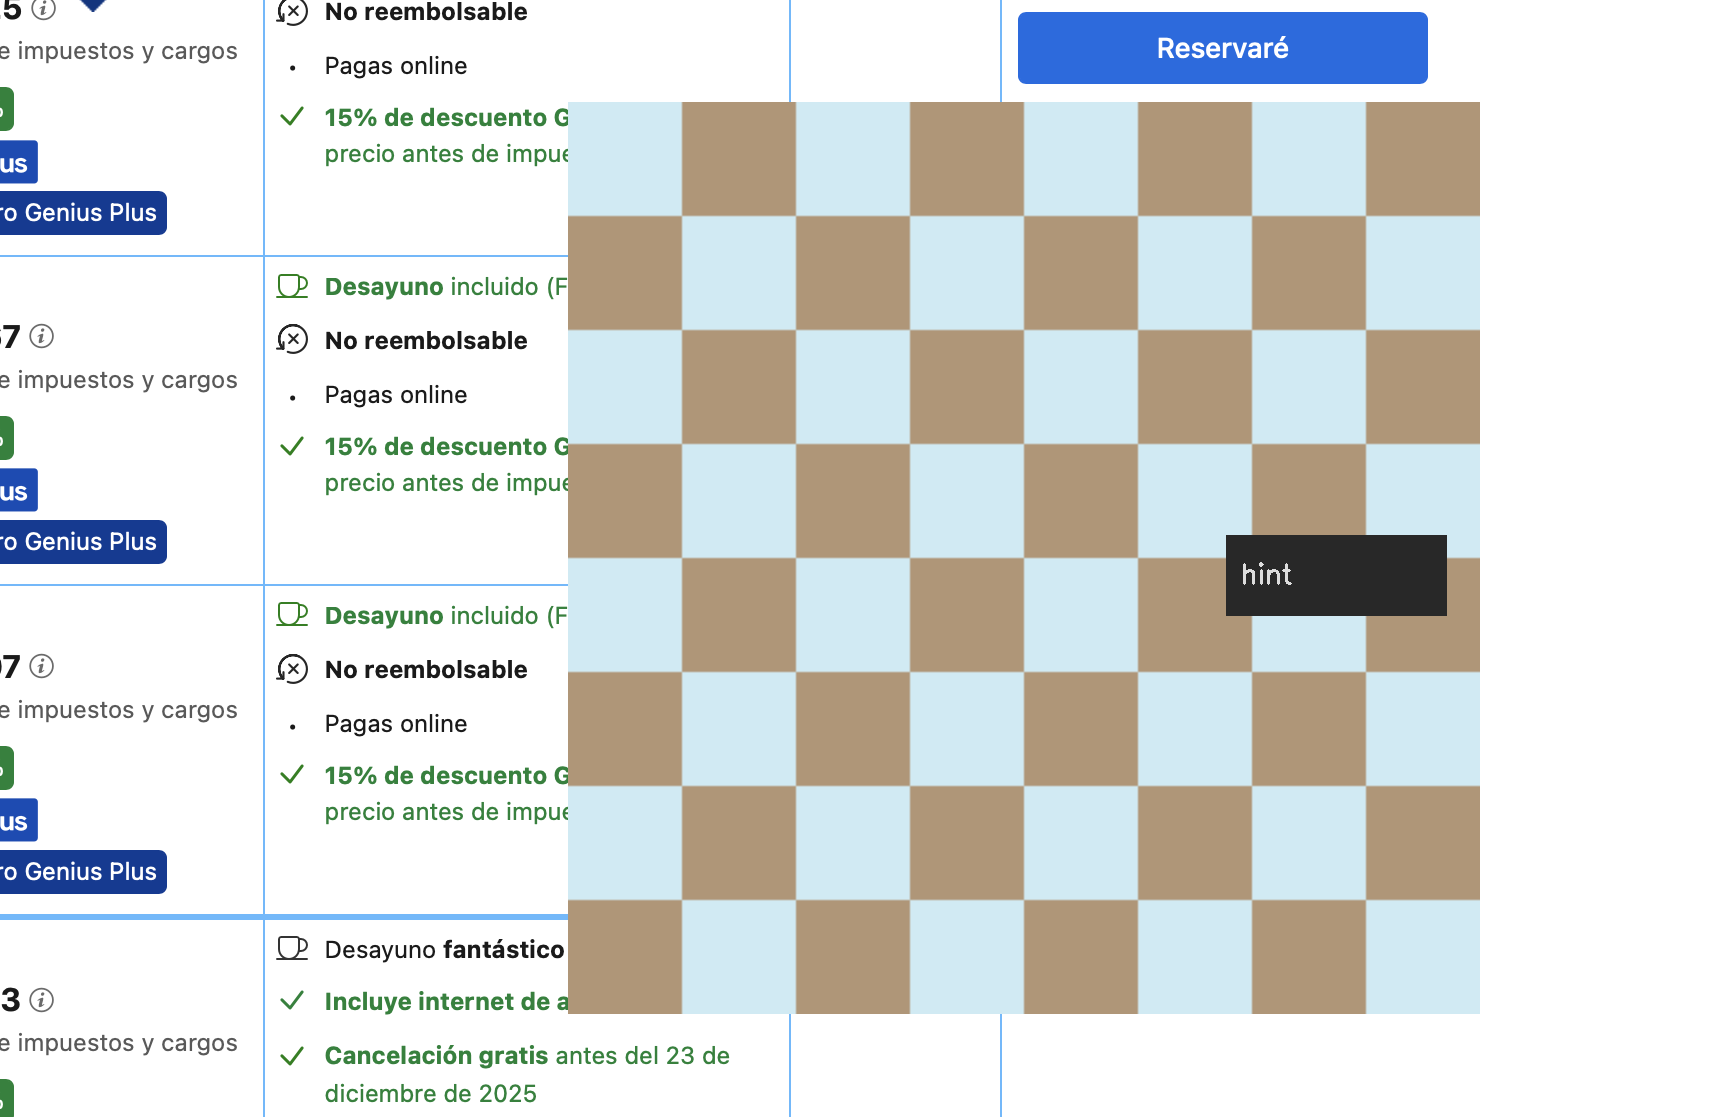 5
e impuestos y cargos
us
ro Genius Plus
No reembolsable
Pagas online
15% de descuento G
precio antes de impue
Reservaré
7
e impuestos y cargos
us
ro Genius Plus
Desayuno incluido (F
No reembolsable
Pagas online
15% de descuento G
precio antes de impue
hint
7
e impuestos y cargos
us
ro Genius Plus
Desayuno incluido (F
No reembolsable
Pagas online
15% de descuento G
precio antes de impue
3
e impuestos y cargos
Desayuno fantástico
Incluye internet de a
Cancelación gratis antes del 23 de
diciembre de 2025